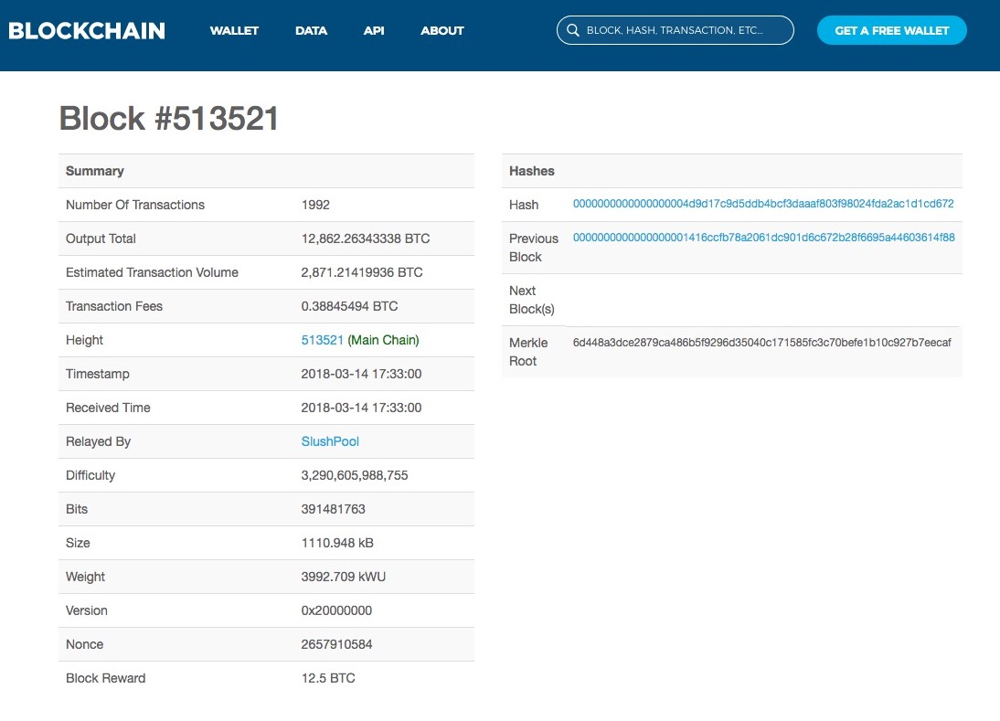 BLOCKCHAIN WALLET DATA API ABOUT BLOCK, HASH, TRANSACTION, ETC... GET A FREE WALLET
Block #513521
Summary
Number Of Transactions 1992
Output Total 12,862.26343338 BTC
Estimated Transaction Volume 2,871.21419936 BTC
Transaction Fees 0.38845494 BTC
Height 513521 (Main Chain)
Timestamp 2018-03-14 17:33:00
Received Time 2018-03-14 17:33:00
Relayed By SlushPool
Difficulty 3,290,605,988,755
Bits 391481763
Size 1110.948 kB
Weight 3992.709 kWU
Version 0x20000000
Nonce 2657910584
Block Reward 12.5 BTC
Hashes
Hash 0000000000000000004d9d17c9d5ddb4bcf3daaaf803f98024fda2ac1d1cd672
Previous 0000000000000000001416ccfb78a2061dc901d6c672b28f6695a44603614f88
Block
Next
Block(s)
Merkle 6d448a3dce2879ca486b5f9296d35040c171585fc3c70befe1b10c927b7eecaf
Root